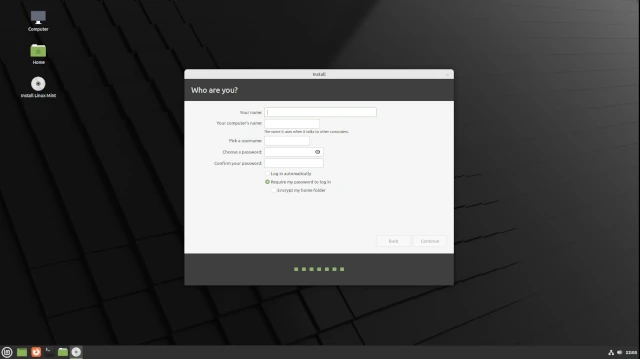 Computer
Home
Install Linux Mint
Install
Who are you?
Your name:
Your computer's name:
The name it uses when it talks to other computers.
Pick a username:
Choose a password:
Confirm your password:
Log in automatically
Require my password to log in
Encrypt my home folder
Back
Continue